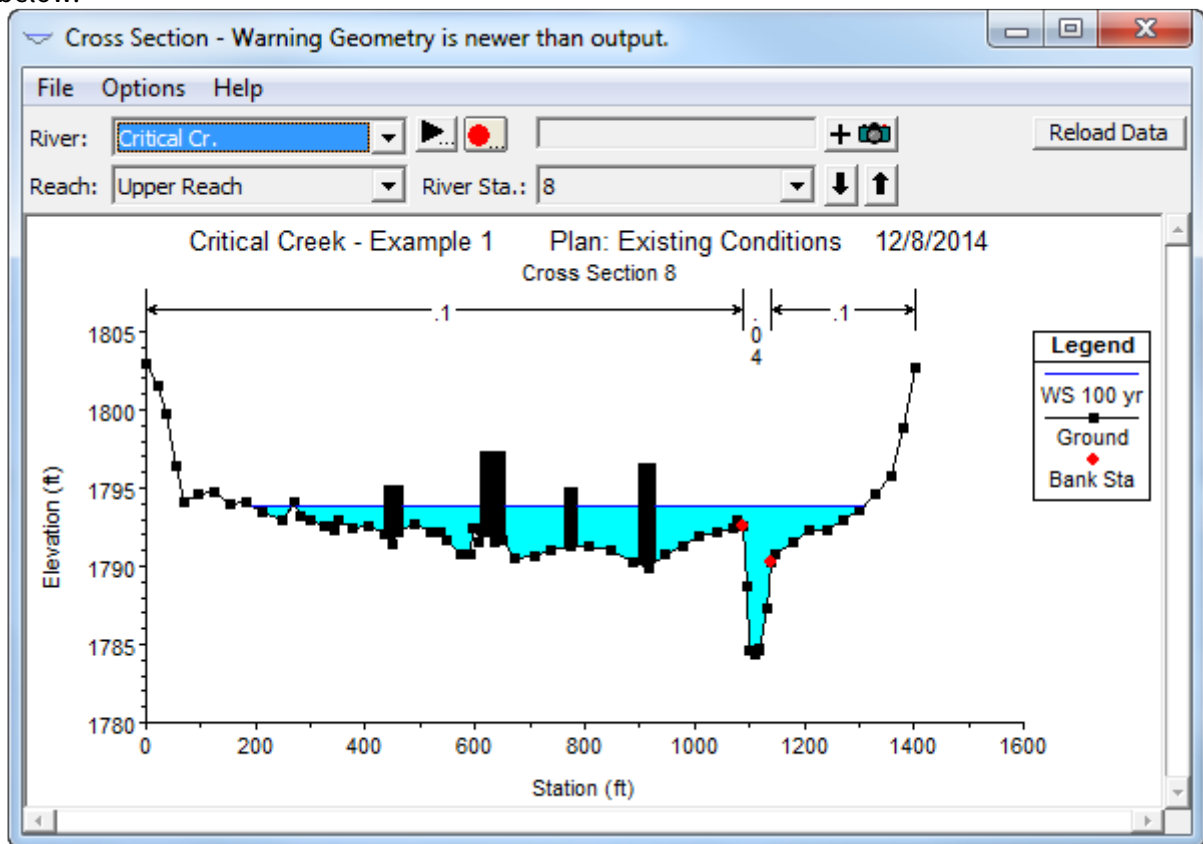 below.
Cross Section - Warning Geometry is newer than output.
File Options Help
River: Critical Cr. ... ... + Reload Data
Reach: Upper Reach River Sta.: 8
Critical Creek - Example 1 Plan: Existing Conditions 12/8/2014
Cross Section 8
.1 .04 .1
Elevation (ft)
1805
1800
1795
1790
1785
1780
0 200 400 600 800 1000 1200 1400 1600
Station (ft)
Legend
WS 100 yr
Ground
Bank Sta